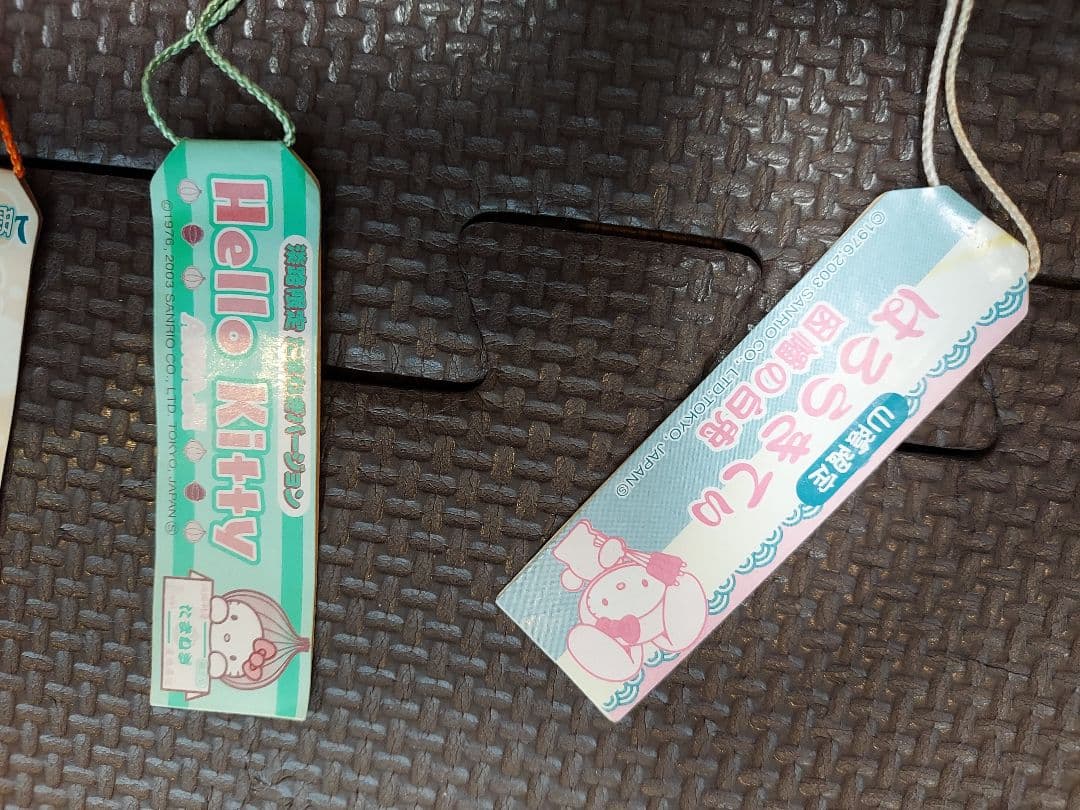 淡路限定 たまねぎバージョン
Hello Kitty
©1976, 2003 SANRIO CO., LTD. TOKYO, JAPAN Ⓢ
たまねぎ
山陰限定
はろうきてぃ
因幡の白兎
©1976, 2003 SANRIO CO., LTD. TOKYO, JAPAN Ⓢ
限